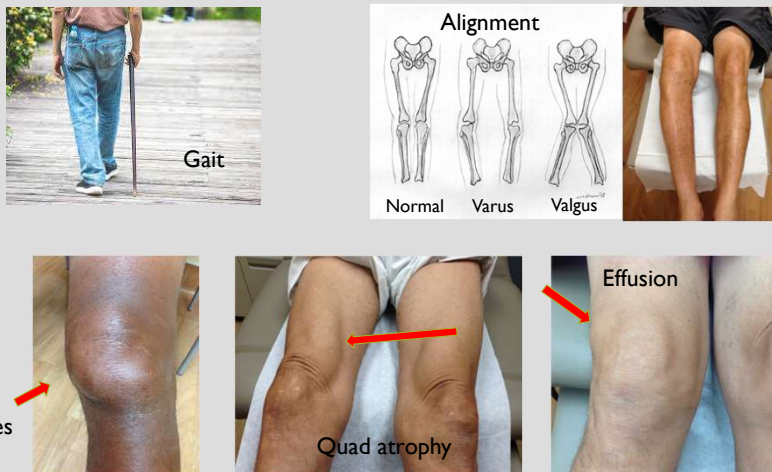 Alignment
Gait
Normal Varus Valgus
Effusion
Quad atrophy